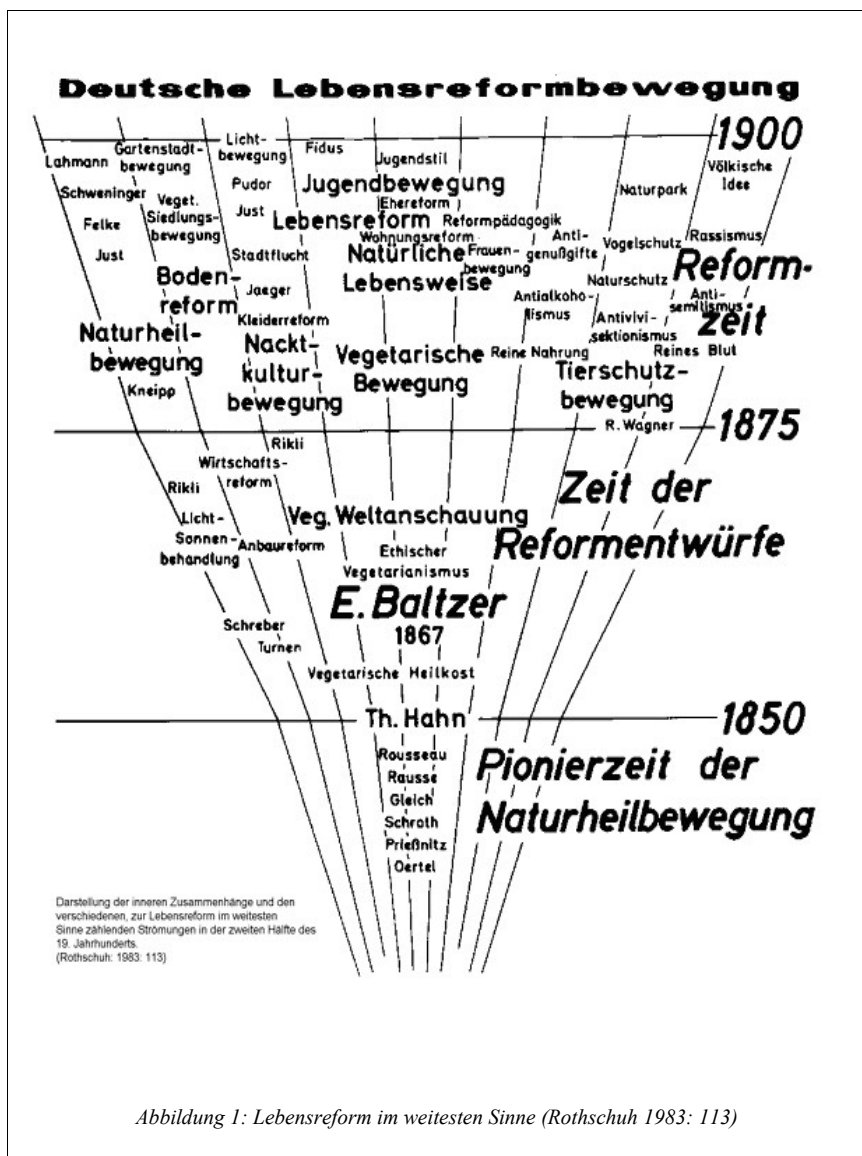 Deutsche Lebensreformbewegung
1900
Lahmann
Gartenstadt-
bewegung
Licht-
bewegung
Fidus
Jugendstil
Völkische
Idee
Schweninger
Veget.
Siedlungs-
bewegung
Pudor
Jugendbewegung
Naturpark
Felke
Just
Just
Ehereform
Lebensreform
Reformpädagogik
Wohnungsreform
Anti-
genußgifte
Vogelschutz
Rassismus
Stadtflucht
Natürliche
Lebensweise
Frauen-
bewegung
Reform-
zeit
Boden-
reform
Jaeger
Naturschutz
Anti-
semitismus
Kleiderreform
Antialkoho-
lismus
Antivivi-
sektionismus
Naturheil-
bewegung
Nackt-
kultur-
bewegung
Vegetarische
Bewegung
Reine Nahrung
Reines Blut
Kneipp
Tierschutz-
bewegung
R. Wagner
1875
Rikli
Wirtschafts-
reform
Rikli
Zeit der
Reformentwürfe
Licht-
Sonnen-
behandlung
Anbaureform
Veg. Weltanschauung
Ethischer
Vegetarianismus
E. Baltzer
1867
Schreber
Turnen
Vegetarische Heilkost
Th. Hahn
1850
Rousseau
Rausse
Gleich
Schroth
Prießnitz
Oertel
Pionierzeit der
Naturheilbewegung
Darstellung der inneren Zusammenhänge und den
verschiedenen, zur Lebensreform im weitesten
Sinne zählenden Strömungen in der zweiten Hälfte des
19. Jahrhunderts.
(Rothschuh: 1983: 113)
Abbildung 1: Lebensreform im weitesten Sinne (Rothschuh 1983: 113)